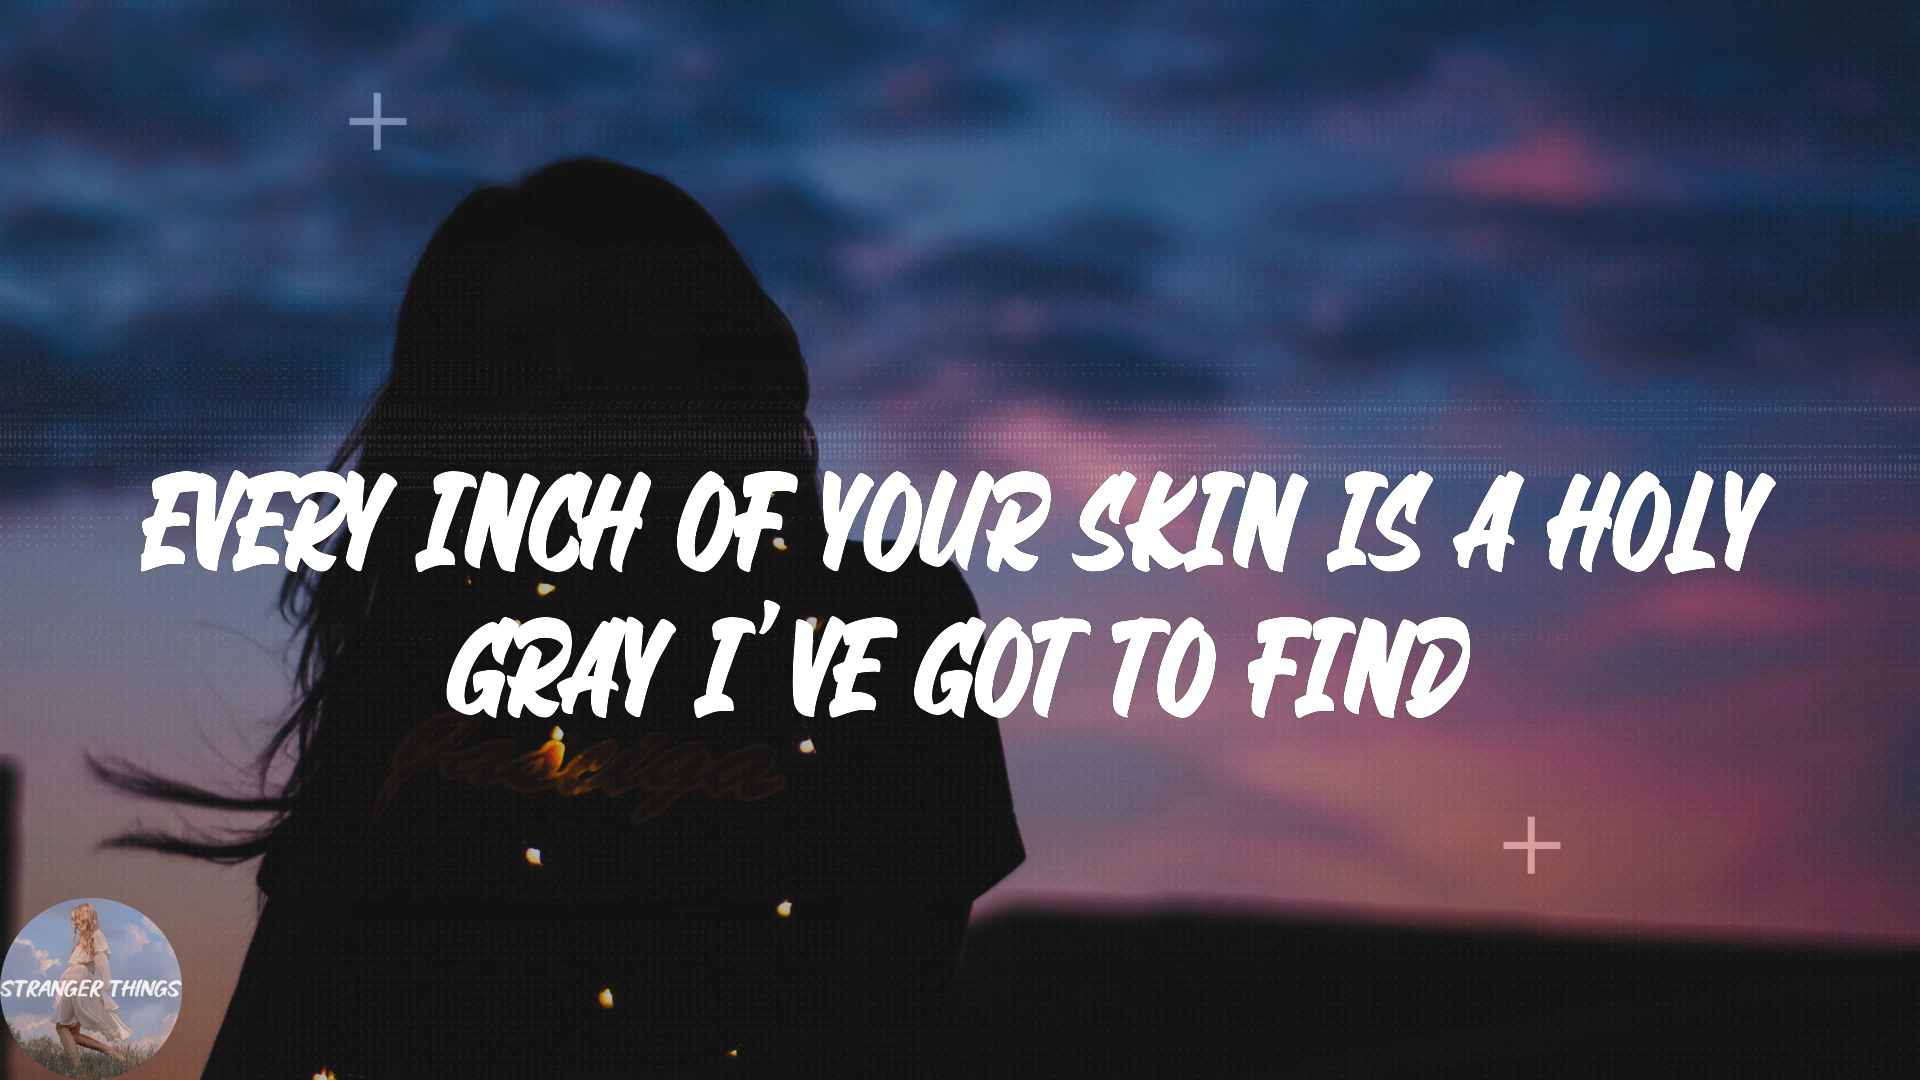 EVERY INCH OF YOUR SKIN IS A HOLY
GRAY I'VE GOT TO FIND
STRANGER THINGS